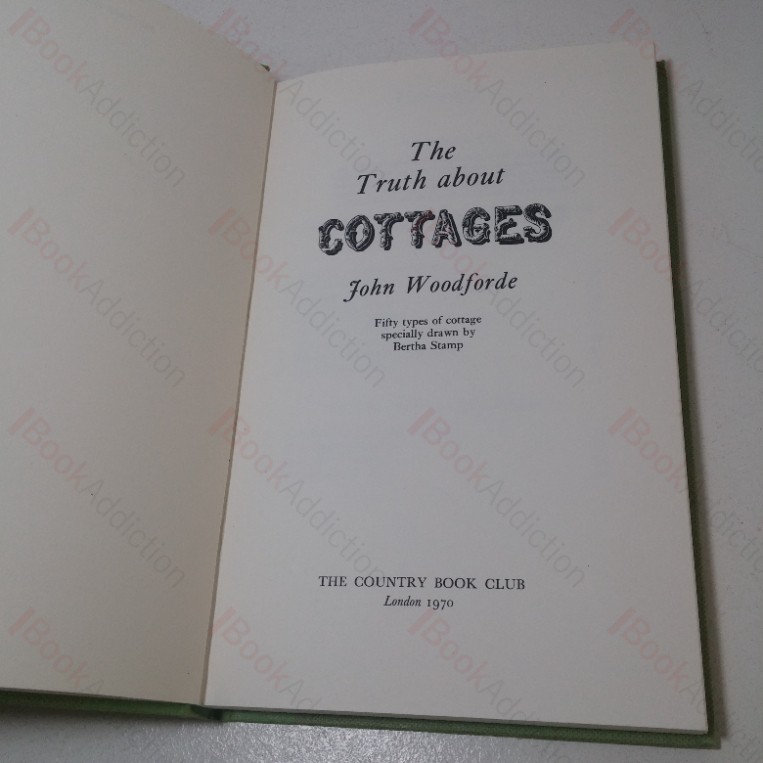 The
Truth about
COTTAGES
John Woodforde
Fifty types of cottage
specially drawn by
Bertha Stamp
THE COUNTRY BOOK CLUB
London 1970
BookAddiction